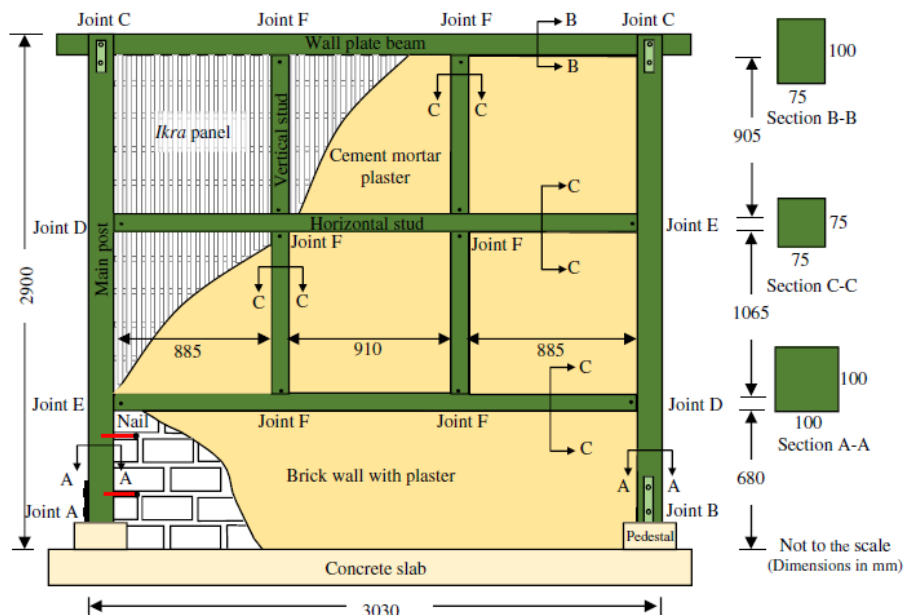 Joint C
Joint F
Joint F
B
Joint C
Wall plate beam
B
100
75
Section B-B
C
C
Ikra panel
Vertical stud
Cement mortar
plaster
905
C
Joint D
Horizontal stud
Joint E
75
Joint F
Joint F
75
Section C-C
C
C
C
Main post
2900
1065
885
910
885
C
100
Joint E
Nail
Joint F
Joint F
Joint D
100
Section A-A
C
A
A
Brick wall with plaster
A
A
680
Joint A
Joint B
Pedestal
Not to the scale
(Dimensions in mm)
Concrete slab
3030